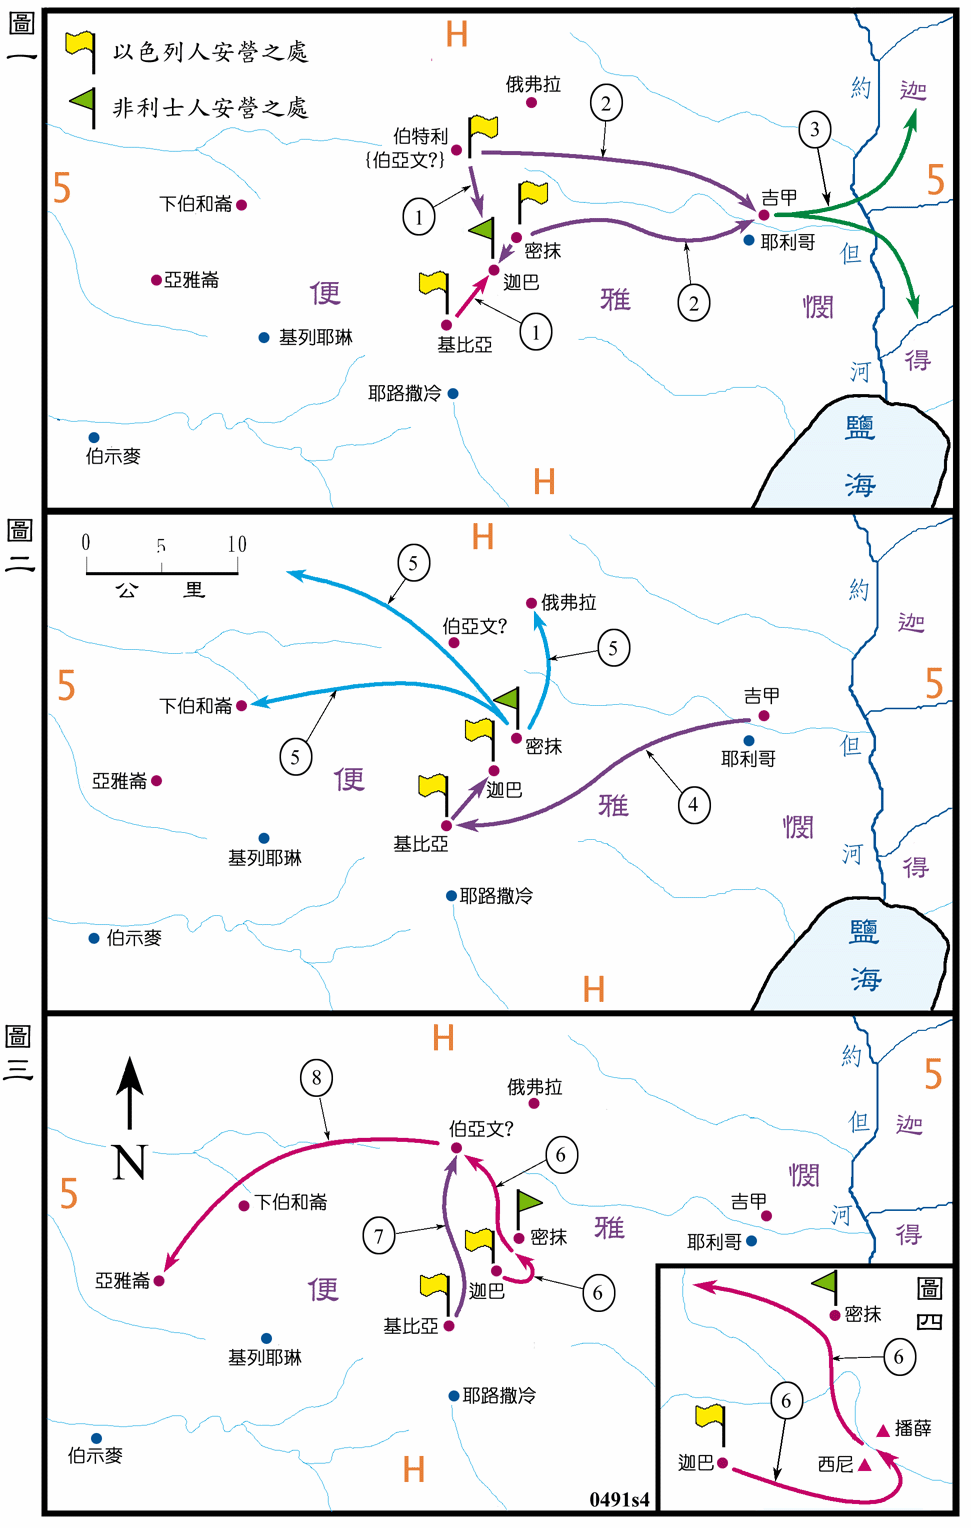 圖一
H
以色列人安營之處
非利士人安營之處
俄弗拉
約
迦
2
3
伯特利
{伯亞文?}
5
5
下伯和崙
1
吉甲
密抹
耶利哥
但
亞雅崙
迦巴
便
雅
憫
2
基列耶琳
1
基比亞
得
河
耶路撒冷
鹽
伯示麥
海
H
圖二
0 5 10
公里
H
5
約
俄弗拉
迦
伯亞文?
5
5
5
下伯和崙
吉甲
密抹
耶利哥
但
5
亞雅崙
便
迦巴
雅
4
憫
基比亞
基列耶琳
河
得
耶路撒冷
鹽
伯示麥
海
H
圖三
H
約
5
8
俄弗拉
但
迦
伯亞文?
N
6
憫
5
下伯和崙
吉甲
河
雅
密抹
7
耶利哥
得
亞雅崙
便
迦巴
6
基比亞
基列耶琳
耶路撒冷
伯示麥
H
0491s4
圖四
密抹
6
6
播薛
迦巴
西尼